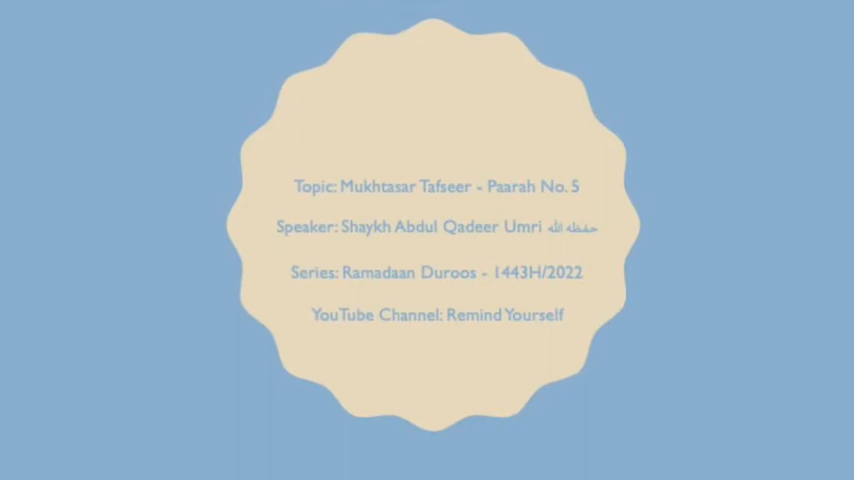 Topic: Mukhtasar Tafseer - Paarah No. 5
Speaker: Shaykh Abdul Qadeer Umri حفظه الله
Series: Ramadaan Duroos - 1443H/2022
YouTube Channel: Remind Yourself